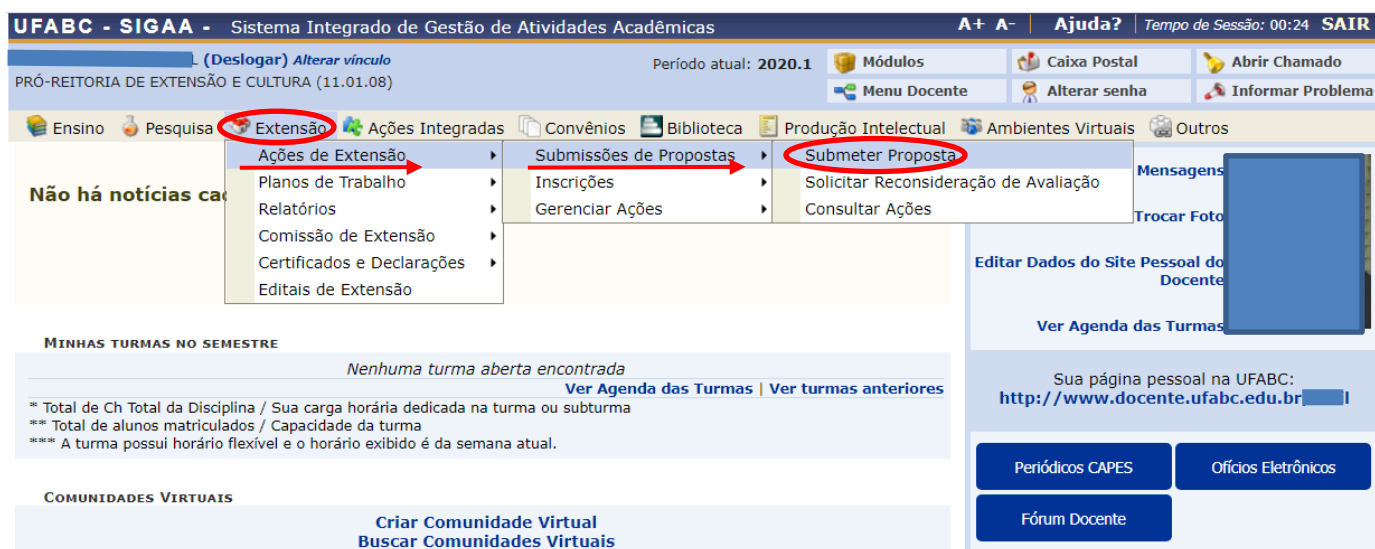 UFABC - SIGAA - Sistema Integrado de Gestão de Atividades Acadêmicas A+ A- | Ajuda? | Tempo de Sessão: 00:24 SAIR
(Deslogar) Alterar vínculo
PRÓ-REITORIA DE EXTENSÃO E CULTURA (11.01.08)
Período atual: 2020.1
Módulos Caixa Postal Abrir Chamado
Menu Docente Alterar senha Informar Problema
Ensino Pesquisa Extensão Ações Integradas Convênios Biblioteca Produção Intelectual Ambientes Virtuais Outros
Ações de Extensão
Planos de Trabalho
Relatórios
Comissão de Extensão
Certificados e Declarações
Editais de Extensão
Submissões de Propostas
Inscrições
Gerenciar Ações
Submeter Proposta
Solicitar Reconsideração de Avaliação
Consultar Ações
Não há notícias ca
Mensagens
Trocar Foto
Editar Dados do Site Pessoal do
Docente
Ver Agenda das Turmas
MINHAS TURMAS NO SEMESTRE
Nenhuma turma aberta encontrada
Ver Agenda das Turmas | Ver turmas anteriores
* Total de Ch Total da Disciplina / Sua carga horária dedicada na turma ou subturma
** Total de alunos matriculados / Capacidade da turma
*** A turma possui horário flexível e o horário exibido é da semana atual.
COMUNIDADES VIRTUAIS
Criar Comunidade Virtual
Buscar Comunidades Virtuais
Sua página pessoal na UFABC:
http://www.docente.ufabc.edu.br
Periódicos CAPES Ofícios Eletrônicos
Fórum Docente